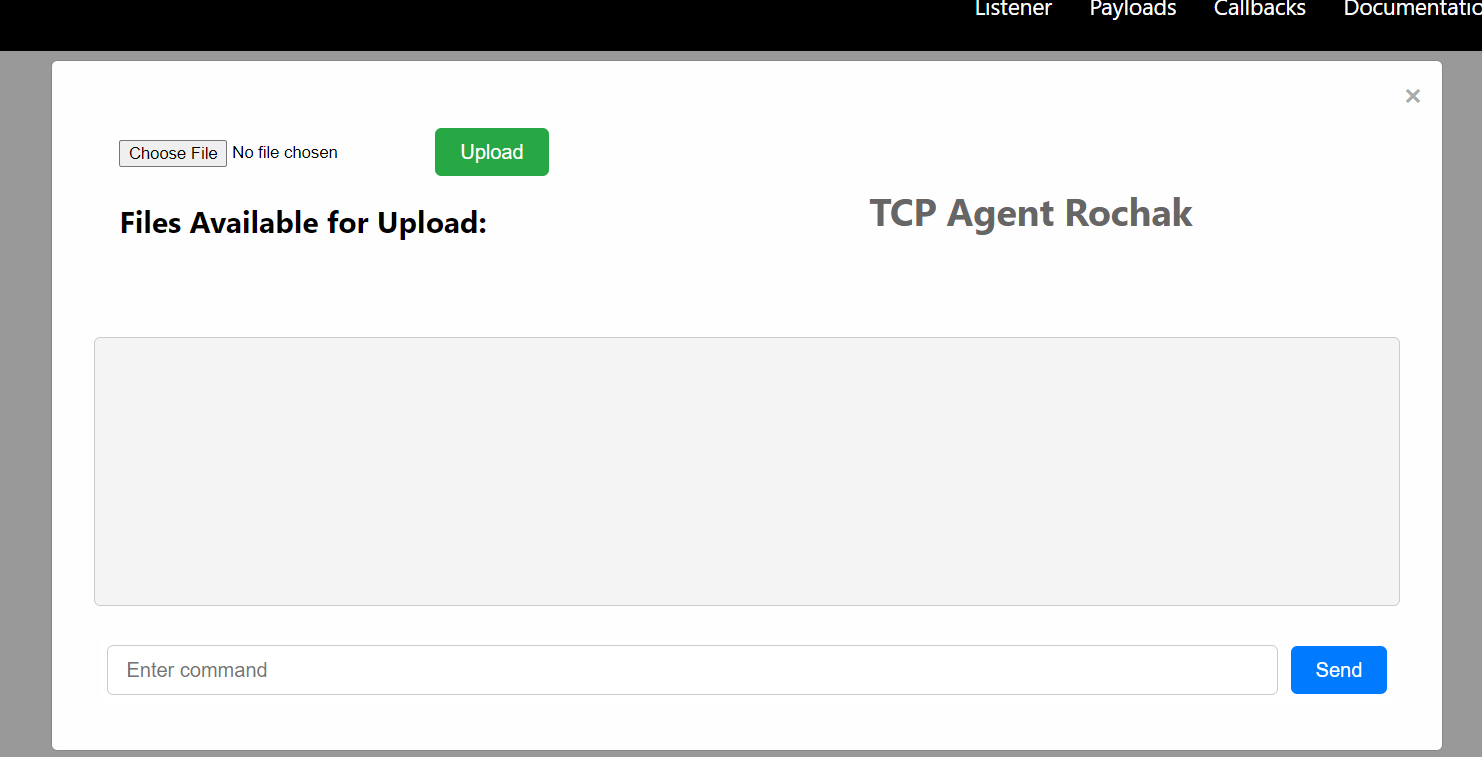 Listener Payloads Callbacks Documentatio
×
Choose File No file chosen Upload
Files Available for Upload:
TCP Agent Rochak
Enter command Send